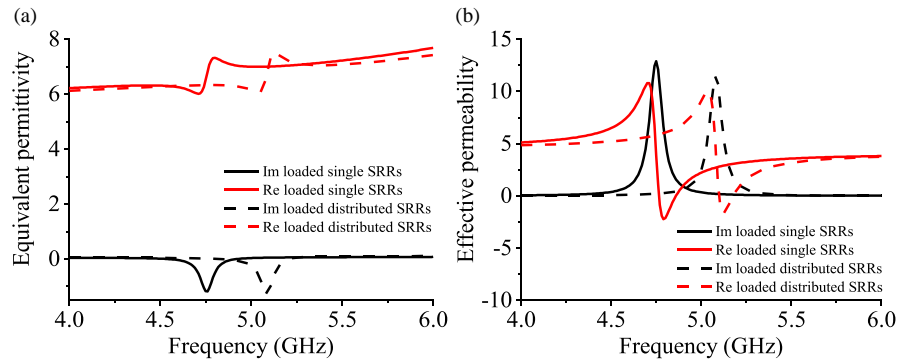 (a)
Equivalent permittivity
8
6
4
2
0
Im loaded single SRRs
Re loaded single SRRs
Im loaded distributed SRRs
Re loaded distributed SRRs
4.0 4.5 5.0 5.5 6.0
Frequency (GHz)
(b)
Effective permeability
15
10
5
0
-5
-10
Im loaded single SRRs
Re loaded single SRRs
Im loaded distributed SRRs
Re loaded distributed SRRs
4.0 4.5 5.0 5.5 6.0
Frequency (GHz)